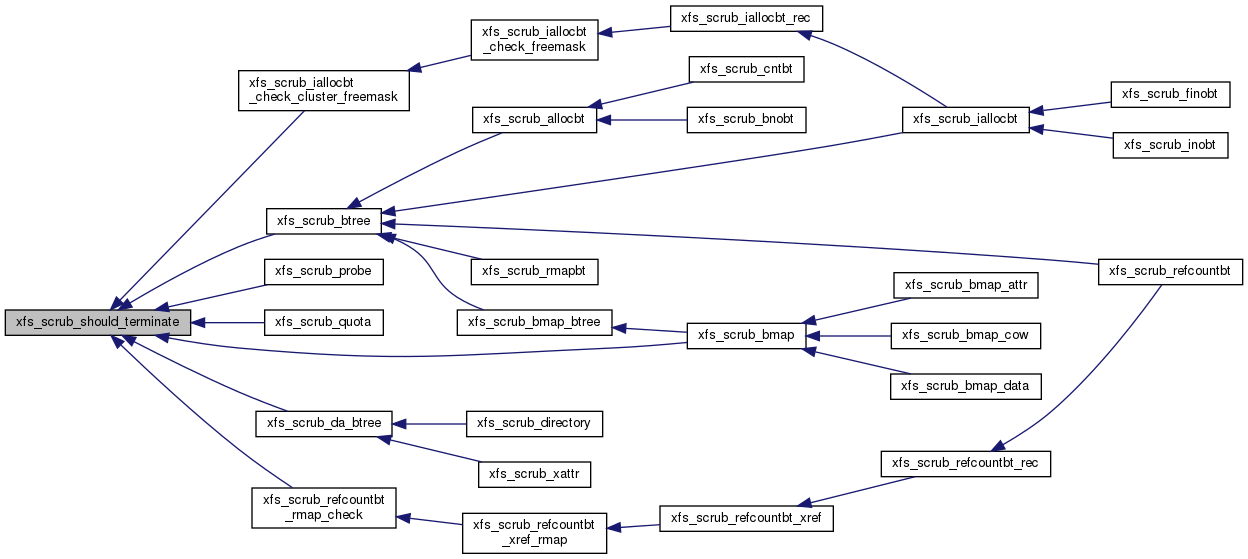 xfs_scrub_iallocbt_rec
xfs_scrub_iallocbt
_check_freemask
xfs_scrub_cntbt
xfs_scrub_iallocbt
_check_cluster_freemask
xfs_scrub_finobt
xfs_scrub_allocbt
xfs_scrub_bnobt
xfs_scrub_iallocbt
xfs_scrub_inobt
xfs_scrub_btree
xfs_scrub_probe
xfs_scrub_rmapbt
xfs_scrub_refcountbt
xfs_scrub_bmap_attr
xfs_scrub_should_terminate
xfs_scrub_quota
xfs_scrub_bmap_btree
xfs_scrub_bmap
xfs_scrub_bmap_cow
xfs_scrub_bmap_data
xfs_scrub_da_btree
xfs_scrub_directory
xfs_scrub_refcountbt_rec
xfs_scrub_xattr
xfs_scrub_refcountbt
_rmap_check
xfs_scrub_refcountbt_xref
xfs_scrub_refcountbt
_xref_rmap